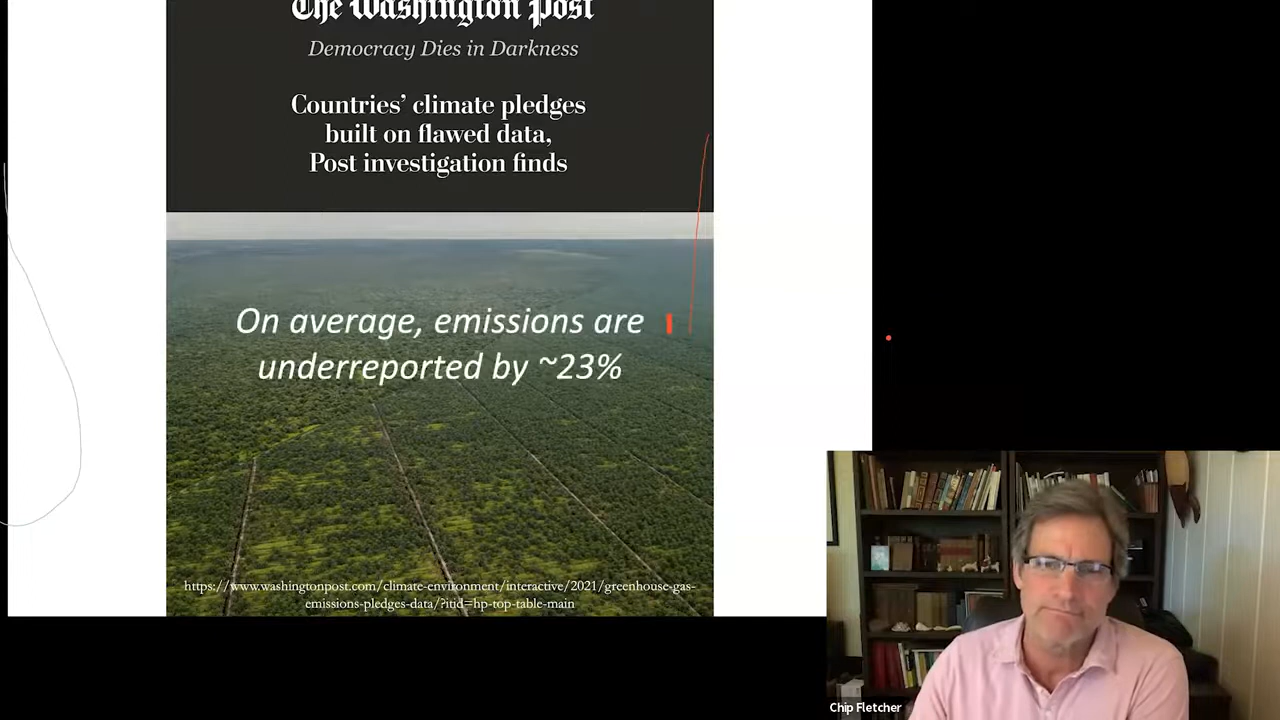 The Washington Post
Democracy Dies in Darkness
Countries’ climate pledges
built on flawed data,
Post investigation finds
On average, emissions are
underreported by ~23%
https://www.washingtonpost.com/climate-environment/interactive/2021/greenhouse-gas-
emissions-pledges-data/?itid=hp-top-table-main
Chip Fletcher